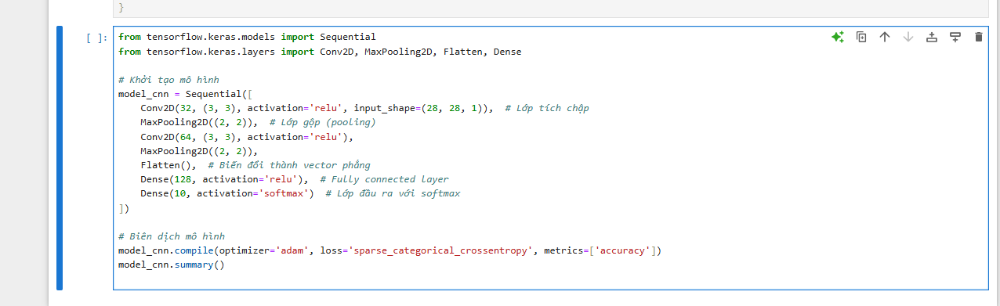 }
[ ]:
from tensorflow.keras.models import Sequential
from tensorflow.keras.layers import Conv2D, MaxPooling2D, Flatten, Dense

# Khởi tạo mô hình
model_cnn = Sequential([
    Conv2D(32, (3, 3), activation='relu', input_shape=(28, 28, 1)),  # Lớp tích chập
    MaxPooling2D((2, 2)),  # Lớp gộp (pooling)
    Conv2D(64, (3, 3), activation='relu'),
    MaxPooling2D((2, 2)),
    Flatten(),  # Biến đổi thành vector phẳng
    Dense(128, activation='relu'),  # Fully connected layer
    Dense(10, activation='softmax')  # Lớp đầu ra với softmax
])

# Biên dịch mô hình
model_cnn.compile(optimizer='adam', loss='sparse_categorical_crossentropy', metrics=['accuracy'])
model_cnn.summary()